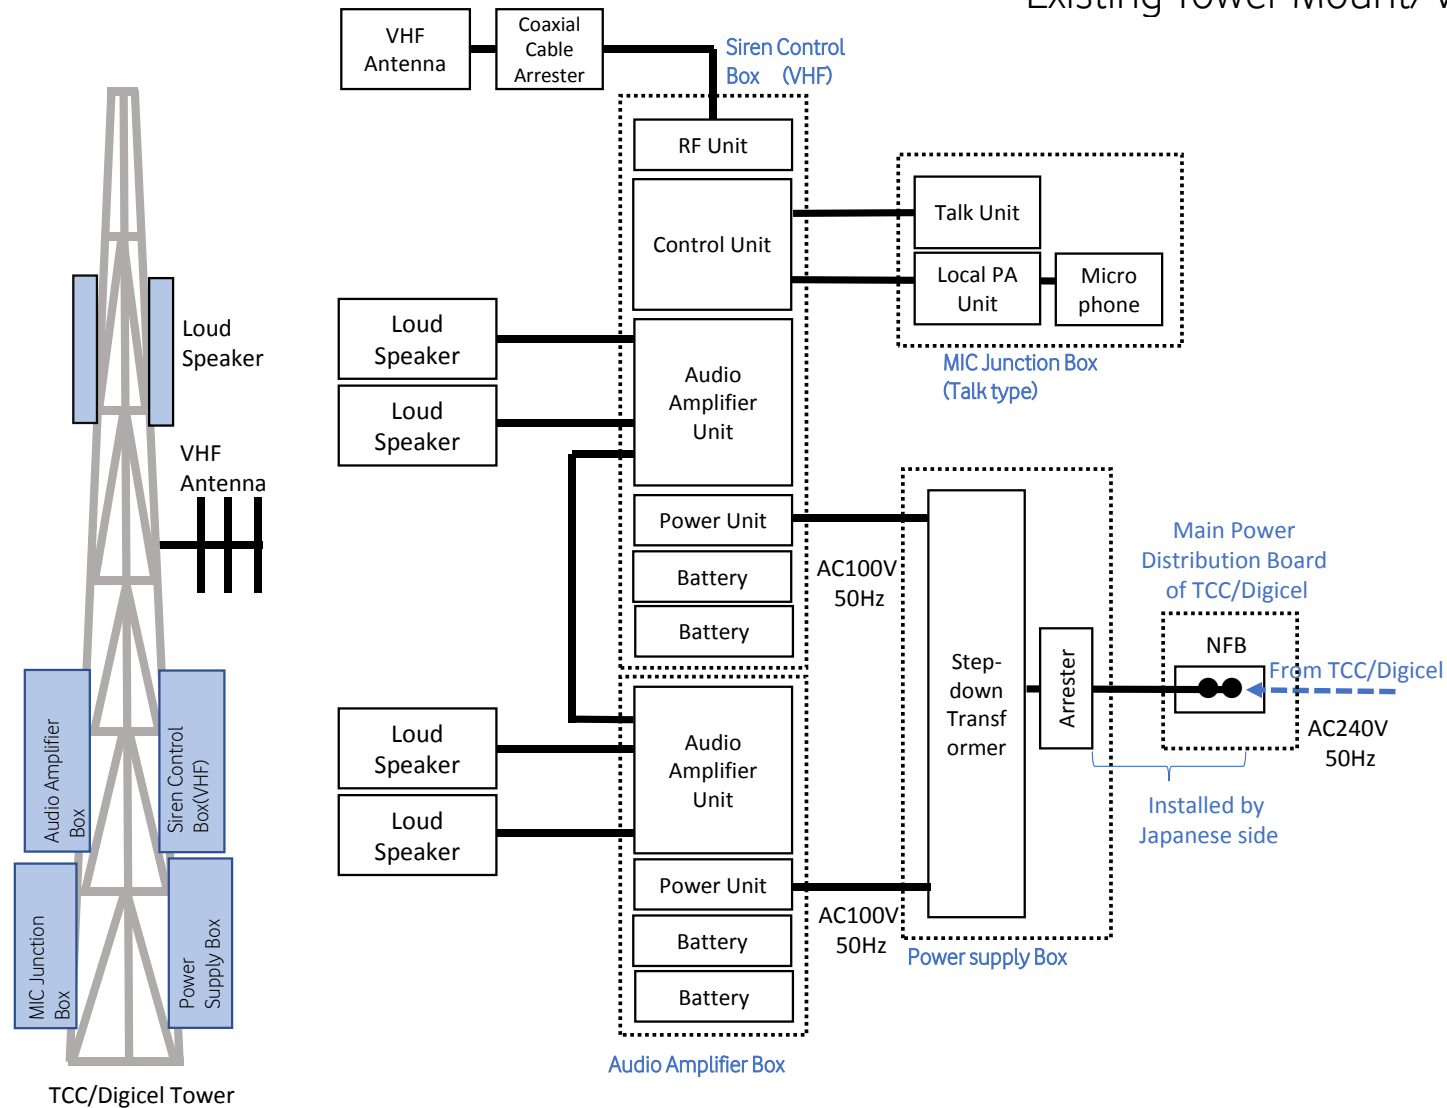 Existing Tower Mount/
VHF
Antenna
Coaxial
Cable
Arrester
Siren Control
Box (VHF)
RF Unit
Control Unit
Talk Unit
Local PA
Unit
Micro
phone
MIC Junction Box
(Talk type)
Loud
Speaker
Loud
Speaker
Audio
Amplifier
Unit
Power Unit
Battery
Battery
AC100V
50Hz
Step-
down
Transf
ormer
Arrester
Main Power
Distribution Board
of TCC/Digicel
NFB
From TCC/Digicel
AC240V
50Hz
Installed by
Japanese side
Loud
Speaker
Loud
Speaker
Audio
Amplifier
Unit
Power Unit
Battery
Battery
AC100V
50Hz
Power supply Box
Audio Amplifier Box
Loud
Speaker
VHF
Antenna
Audio Amplifier
Box
Siren Control
Box(VHF)
MIC Junction
Box
Power
Supply Box
TCC/Digicel Tower